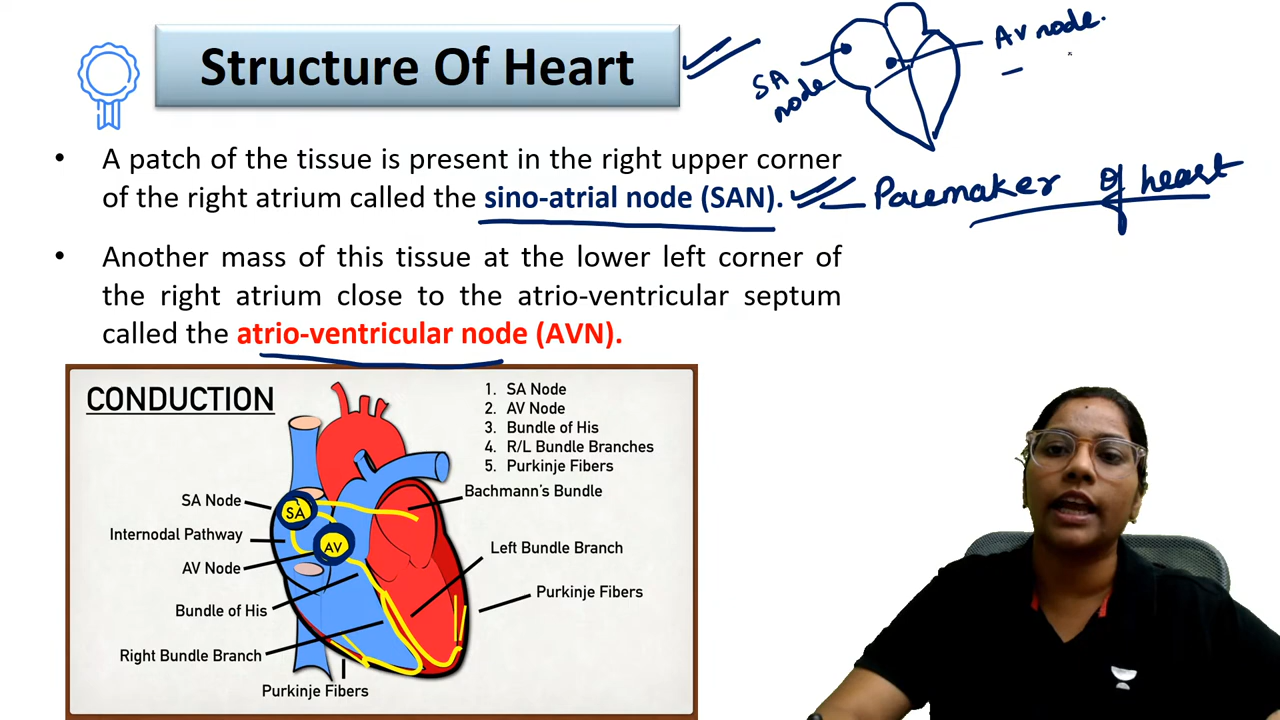 Structure Of Heart
SA
node
AV node.
• A patch of the tissue is present in the right upper corner
of the right atrium called the sino-atrial node (SAN).
Pacemaker of heart
• Another mass of this tissue at the lower left corner of
the right atrium close to the atrio-ventricular septum
called the atrio-ventricular node (AVN).
CONDUCTION
1. SA Node
2. AV Node
3. Bundle of His
4. R/L Bundle Branches
5. Purkinje Fibers
Bachmann's Bundle
SA Node
SA
Internodal Pathway
AV
Left Bundle Branch
AV Node
Purkinje Fibers
Bundle of His
Right Bundle Branch
Purkinje Fibers